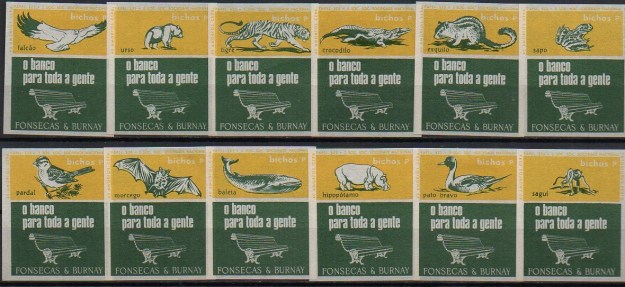 bichos P bichos P bichos P bichos P bichos P bichos P
falcão urso tigre crocodilo esquilo sapo
o banco o banco o banco o banco o banco o banco
para toda a gente para toda a gente para toda a gente para toda a gente para toda a gente para toda a gente
FONSECAS & BURNAY FONSECAS & BURNAY FONSECAS & BURNAY FONSECAS & BURNAY FONSECAS & BURNAY FONSECAS & BURNAY
bichos P bichos P bichos P bichos P bichos P bichos P
pardal morcego baleia hipopótamo pato bravo sagui
o banco o banco o banco o banco o banco o banco
para toda a gente para toda a gente para toda a gente para toda a gente para toda a gente para toda a gente
FONSECAS & BURNAY FONSECAS & BURNAY FONSECAS & BURNAY FONSECAS & BURNAY FONSECAS & BURNAY FONSECAS & BURNAY